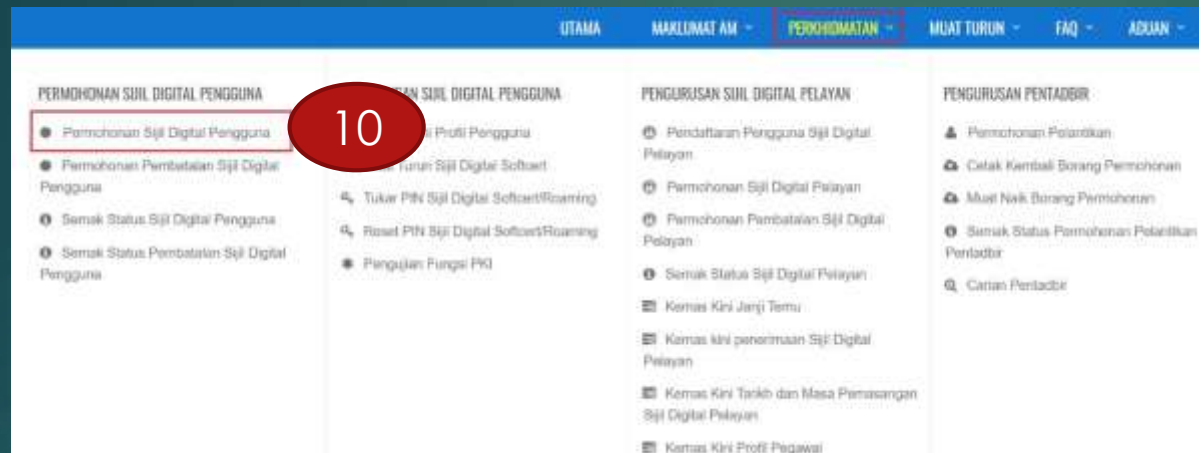 UTAMA MAKLUMAT AM PERKHIDMATAN MUAT TURUN FAQ ADUAN
PERMOHONAN SIJIL DIGITAL PENGGUNA
Permohonan Sijil Digital Pengguna
Permohonan Pembatalan Sijil Digital
Pengguna
Semak Status Sijil Digital Pengguna
Semak Status Pembatalan Sijil Digital
Pengguna
10
SIJIL DIGITAL PENGGUNA
Profil Pengguna
Turun Sijil Digital Softcert
Tukar PIN Sijil Digital Softcert/Roaming
Reset PIN Sijil Digital Softcert/Roaming
Pengujian Fungsi PKI
PENGURUSAN SIJIL DIGITAL PELAYAN
Pendaftaran Pengguna Sijil Digital
Pelayan
Permohonan Sijil Digital Pelayan
Permohonan Pembatalan Sijil Digital
Pelayan
Semak Status Sijil Digital Pelayan
Kemas Kini Janji Temu
Kemas kini penerimaan Sijil Digital
Pelayan
Kemas Kini Tarikh dan Masa Pemasangan
Sijil Digital Pelayan
Kemas Kini Profil Pegawai
PENGURUSAN PENTADBIR
Permohonan Pelantikan
Cetak Kembali Borang Permohonan
Muat Naik Borang Permohonan
Semak Status Permohonan Pelantikan
Pentadbir
Carian Pentadbir